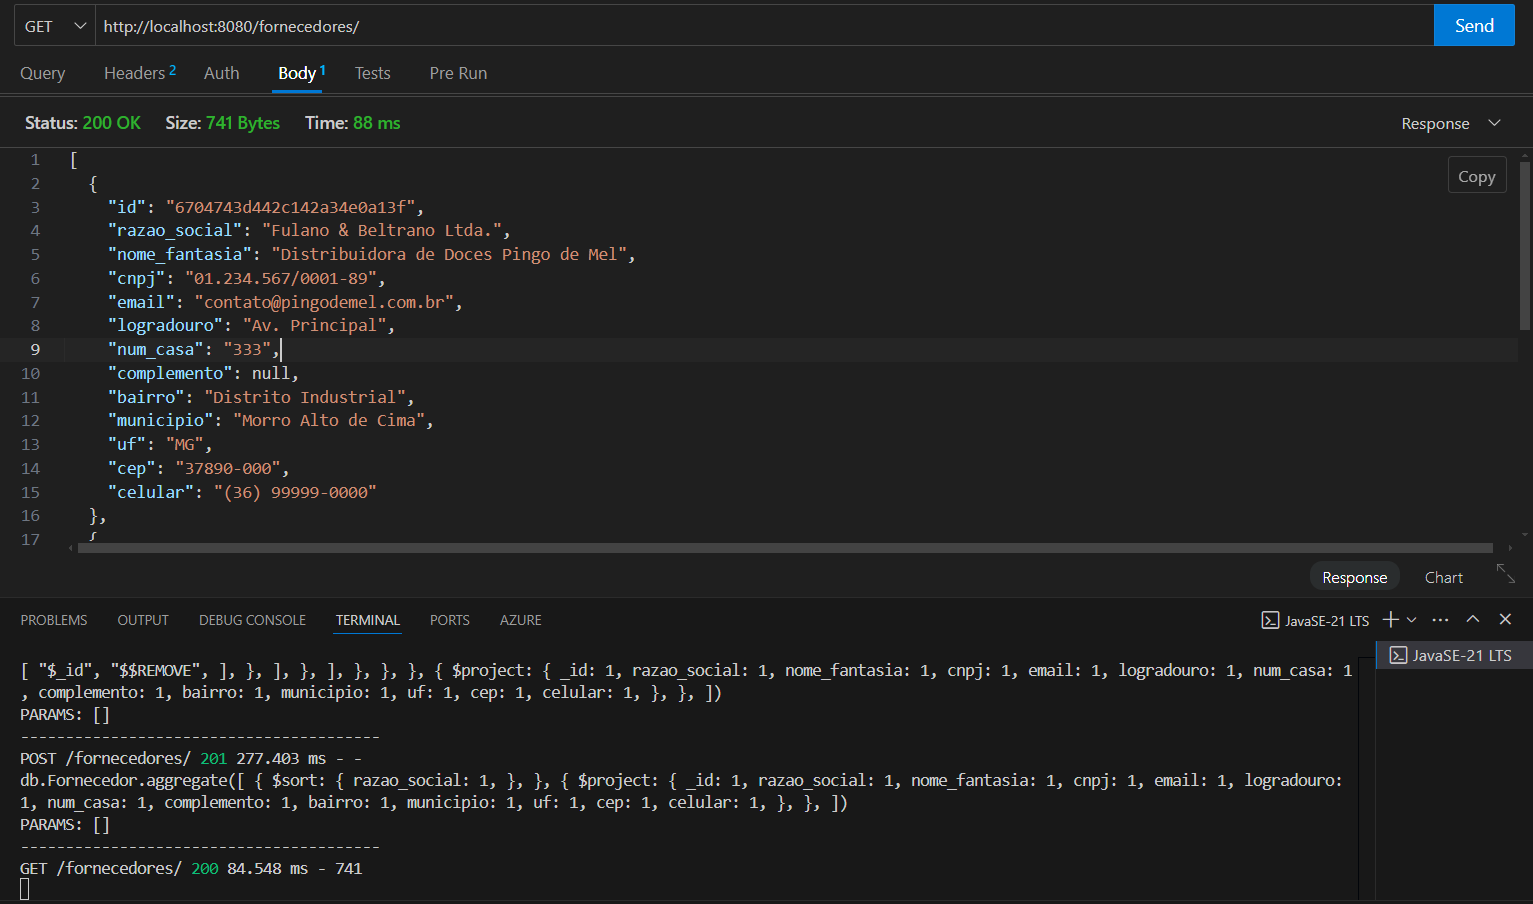 GET http://localhost:8080/fornecedores/ Send
Query Headers 2 Auth Body 1 Tests Pre Run
Status: 200 OK Size: 741 Bytes Time: 88 ms Response
1 [
Copy
2 {
3 "id": "6704743d442c142a34e0a13f",
4 "razao_social": "Fulano & Beltrano Ltda.",
5 "nome_fantasia": "Distribuidora de Doces Pingo de Mel",
6 "cnpj": "01.234.567/0001-89",
7 "email": "contato@pingodemel.com.br",
8 "logradouro": "Av. Principal",
9 "num_casa": "333",
10 "complemento": null,
11 "bairro": "Distrito Industrial",
12 "municipio": "Morro Alto de Cima",
13 "uf": "MG",
14 "cep": "37890-000",
15 "celular": "(36) 99999-0000"
16 },
17 {
Response Chart
PROBLEMS OUTPUT DEBUG CONSOLE TERMINAL PORTS AZURE JavaSE-21 LTS
JavaSE-21 LTS
[ "$_id", "$$REMOVE", ], }, ], }, ], }, }, }, { $project: { _id: 1, razao_social: 1, nome_fantasia: 1, cnpj: 1, email: 1, logradouro: 1, num_casa: 1
, complemento: 1, bairro: 1, municipio: 1, uf: 1, cep: 1, celular: 1, }, }, ])
PARAMS: []
----------------------------------------
POST /fornecedores/ 201 277.403 ms - -
db.Fornecedor.aggregate([ { $sort: { razao_social: 1, }, }, { $project: { _id: 1, razao_social: 1, nome_fantasia: 1, cnpj: 1, email: 1, logradouro:
1, num_casa: 1, complemento: 1, bairro: 1, municipio: 1, uf: 1, cep: 1, celular: 1, }, }, ])
PARAMS: []
----------------------------------------
GET /fornecedores/ 200 84.548 ms - 741